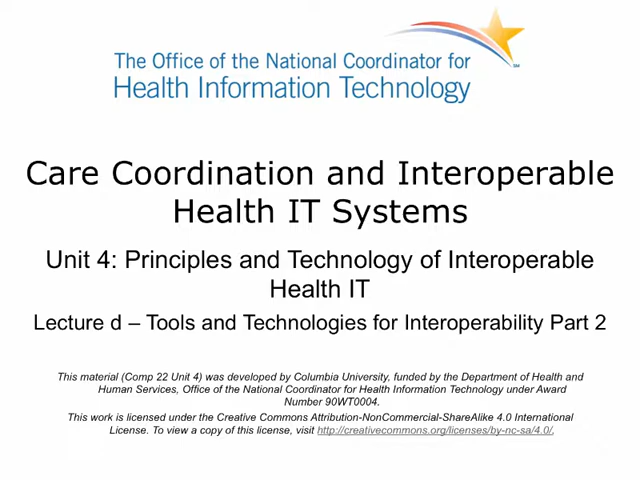 The Office of the National Coordinator for
Health Information Technology
SM
Care Coordination and Interoperable
Health IT Systems
Unit 4: Principles and Technology of Interoperable
Health IT
Lecture d – Tools and Technologies for Interoperability Part 2
This material (Comp 22 Unit 4) was developed by Columbia University, funded by the Department of Health and
Human Services, Office of the National Coordinator for Health Information Technology under Award
Number 90WT0004.
This work is licensed under the Creative Commons Attribution-NonCommercial-ShareAlike 4.0 International
License. To view a copy of this license, visit http://creativecommons.org/licenses/by-nc-sa/4.0/.